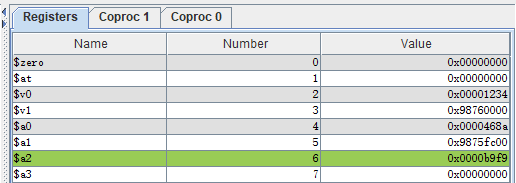 Registers Coproc 1 Coproc 0
Name Number Value
$zero 0 0x00000000
$at 1 0x00000000
$v0 2 0x00001234
$v1 3 0x98760000
$a0 4 0x0000468a
$a1 5 0x9875fc00
$a2 6 0x0000b9f9
$a3 7 0x00000000